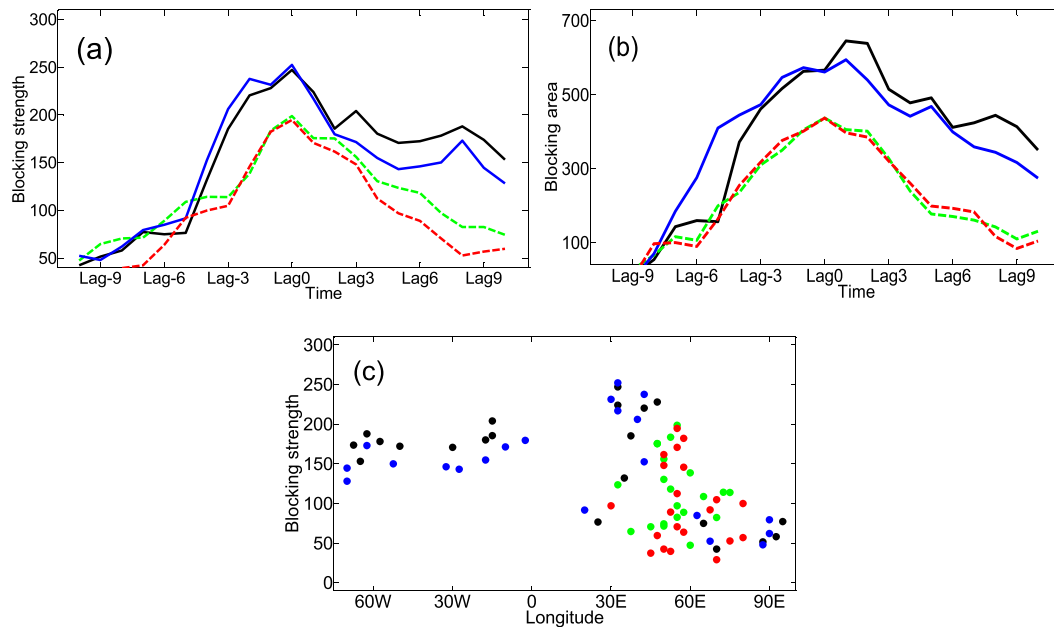 (a)
Blocking strength
300
250
200
150
100
50
Lag-9 Lag-6 Lag-3 Lag0 Lag3 Lag6 Lag9
Time
(b)
Blocking area
700
500
300
100
Lag-9 Lag-6 Lag-3 Lag0 Lag3 Lag6 Lag9
Time
(c)
Blocking strength
300
250
200
150
100
50
0
60W 30W 0 30E 60E 90E
Longitude